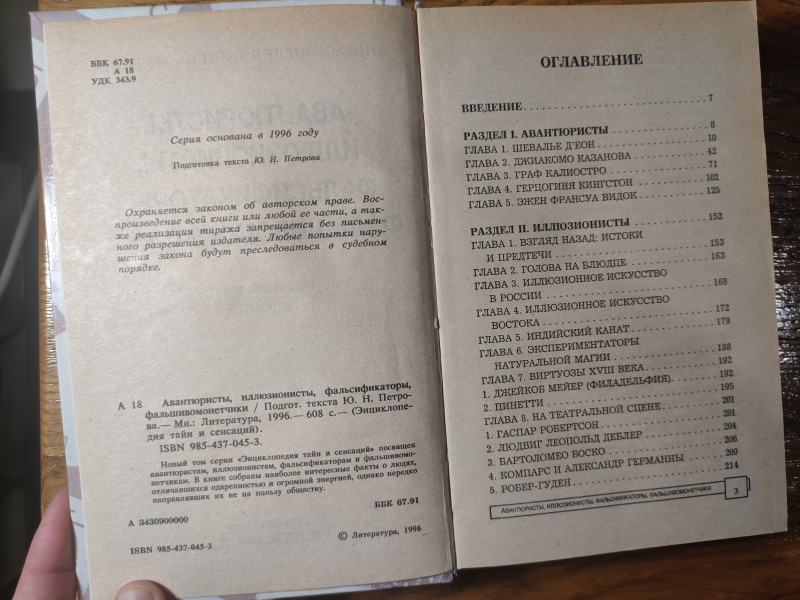 ББК 67.91
А 18
УДК 343.9
Серия основана в 1996 году
Подготовка текста Ю. Н. Петрова
Охраняется законом об авторском праве. Вос-
произведение всей книги или любой ее части, а так-
же реализация тиража запрещается без письмен-
ного разрешения издателя. Любые попытки нару-
шения закона будут преследоваться в судебном
порядке.
А 18 Авантюристы, иллюзионисты, фальсификаторы,
фальшивомонетчики / Подгот. текста Ю. Н. Петро-
ва.— Мн.: Литература, 1996.— 608 с.— (Энциклопе-
дия тайн и сенсаций).
ISBN 985-437-045-3.
Новый том серии «Энциклопедия тайн и сенсаций» посвящен
авантюристам, иллюзионистам, фальсификаторам и фальшивомо-
нетчикам. В книге собраны наиболее интересные факты о людях,
отличавшихся одаренностью и огромной энергией, однако нередко
направлявших их не на пользу обществу.
ББК 67.91
А 3430900000
© Литература, 1996
ISBN 985-437-045-3
ОГЛАВЛЕНИЕ
ВВЕДЕНИЕ . . . . . . . . . . 7
РАЗДЕЛ I. АВАНТЮРИСТЫ . . . . . . . . . . 8
ГЛАВА 1. ШЕВАЛЬЕ Д'ЕОН . . . . . . . . . . 10
ГЛАВА 2. ДЖИАКОМО КАЗАНОВА . . . . . . . . . . 42
ГЛАВА 3. ГРАФ КАЛИОСТРО . . . . . . . . . . 71
ГЛАВА 4. ГЕРЦОГИНЯ КИНГСТОН . . . . . . . . . . 102
ГЛАВА 5. ЭЖЕН ФРАНСУА ВИДОК . . . . . . . . . . 125
РАЗДЕЛ II. ИЛЛЮЗИОНИСТЫ . . . . . . . . . . 152
ГЛАВА 1. ВЗГЛЯД НАЗАД: ИСТОКИ
И ПРЕДТЕЧИ . . . . . . . . . . 153
ГЛАВА 2. ГОЛОВА НА БЛЮДЦЕ . . . . . . . . . . 163
ГЛАВА 3. ИЛЛЮЗИОННОЕ ИСКУССТВО
В РОССИИ . . . . . . . . . . 168
ГЛАВА 4. ИЛЛЮЗИОННОЕ ИСКУССТВО
ВОСТОКА . . . . . . . . . . 172
ГЛАВА 5. ИНДИЙСКИЙ КАНАТ . . . . . . . . . . 179
ГЛАВА 6. ЭКСПЕРИМЕНТАТОРЫ
НАТУРАЛЬНОЙ МАГИИ . . . . . . . . . . 188
ГЛАВА 7. ВИРТУОЗЫ XVIII ВЕКА . . . . . . . . . . 192
1. ДЖЕЙКОБ МЕЙЕР (ФИЛАДЕЛЬФИЯ) . . . . . . . . . . 192
2. ПИНЕТТИ . . . . . . . . . . 195
ГЛАВА 8. НА ТЕАТРАЛЬНОЙ СЦЕНЕ . . . . . . . . . . 201
1. ГАСПАР РОБЕРТСОН . . . . . . . . . . 201
2. ЛЮДВИГ ЛЕОПОЛЬД ДЕБЛЕР . . . . . . . . . . 204
3. БАРТОЛОМЕО БОСКО . . . . . . . . . . 206
4. КОМПАРС И АЛЕКСАНДР ГЕРМАННЫ . . . . . . . . . . 209
5. РОБЕР-ГУДЕН . . . . . . . . . . 214
АВАНТЮРИСТЫ, ИЛЛЮЗИОНИСТЫ, ФАЛЬСИФИКАТОРЫ, ФАЛЬШИВОМОНЕТЧИКИ 3